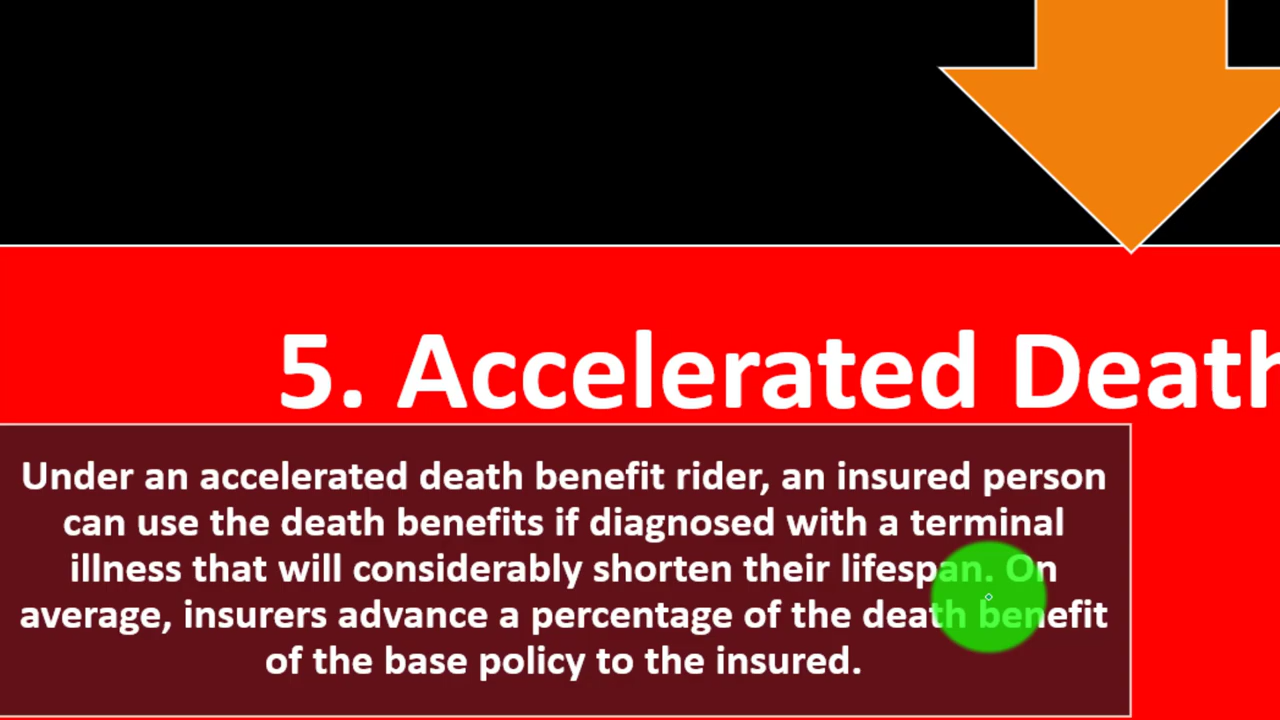 5. Accelerated Death
Under an accelerated death benefit rider, an insured person
can use the death benefits if diagnosed with a terminal
illness that will considerably shorten their lifespan. On
average, insurers advance a percentage of the death benefit
of the base policy to the insured.